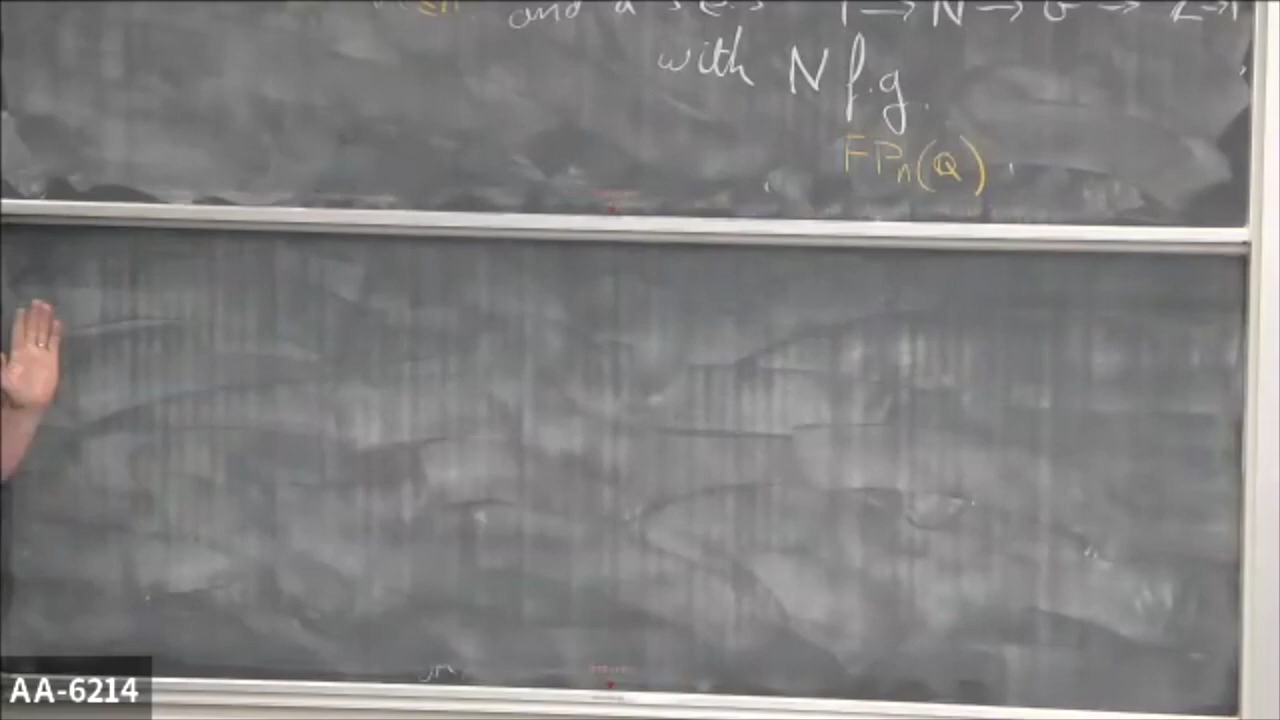 and a s.e.s 1 → N → G → Z → 1
with N f.g.
FPn(Q)
AA-6214